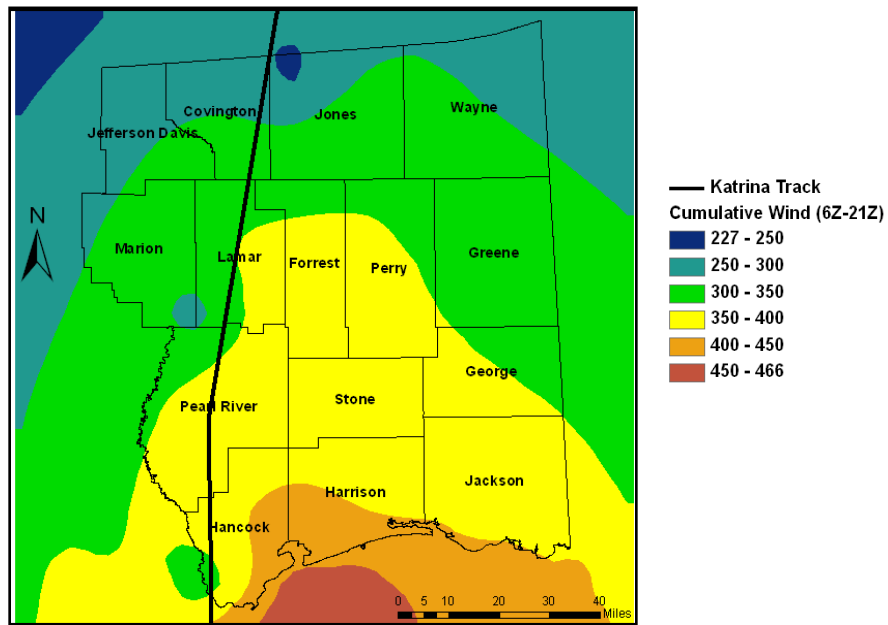 Covington
Jones
Wayne
Jefferson Davis
N
Marion
Lamar
Forrest
Perry
Greene
George
Pearl River
Stone
Jackson
Harrison
Hancock
0 5 10 20 30 40
Miles
Katrina Track
Cumulative Wind (6Z-21Z)
227 - 250
250 - 300
300 - 350
350 - 400
400 - 450
450 - 466